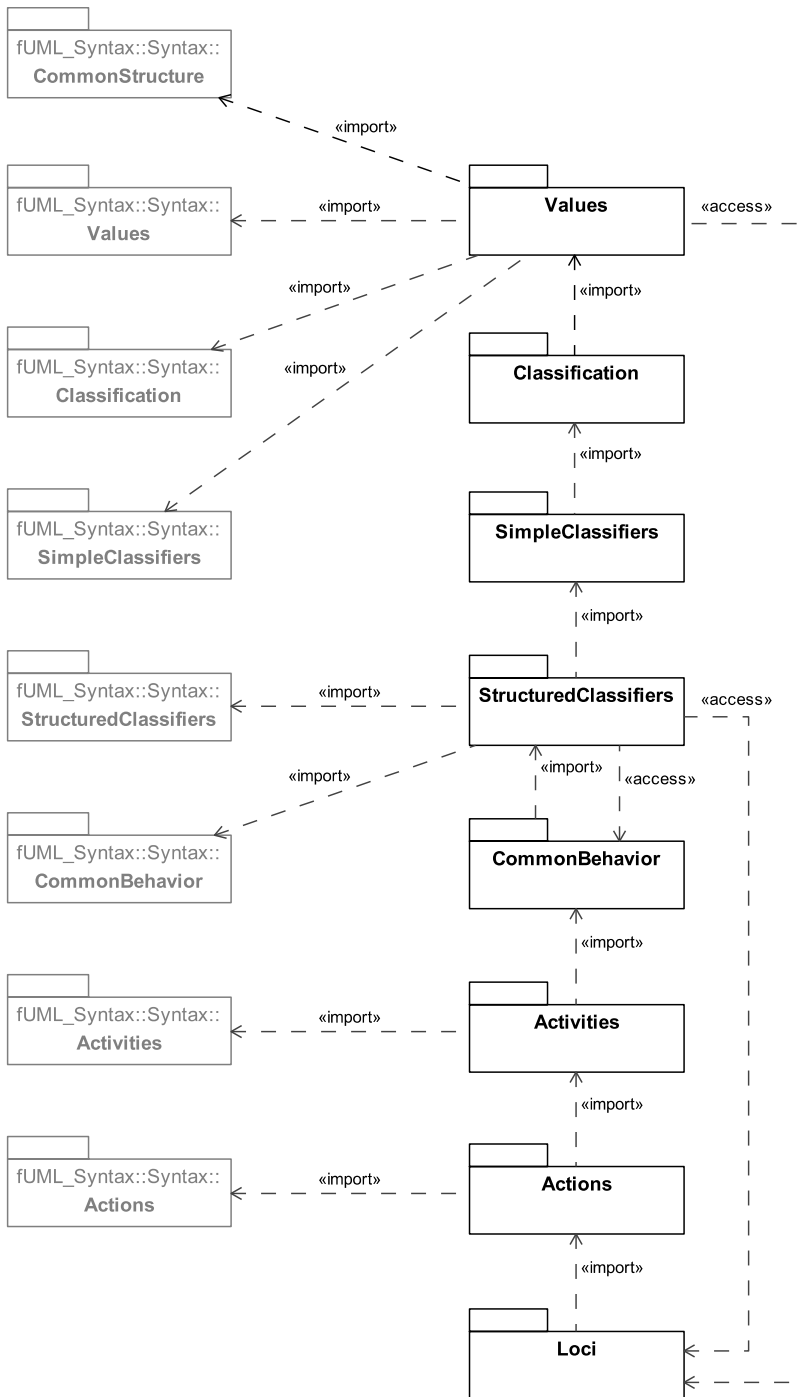 fUML_Syntax::Syntax::
CommonStructure
«import»
fUML_Syntax::Syntax::
Values
«import»
Values
«access»
«import»
«import»
fUML_Syntax::Syntax::
Classification
«import»
Classification
«import»
fUML_Syntax::Syntax::
SimpleClassifiers
SimpleClassifiers
«import»
fUML_Syntax::Syntax::
StructuredClassifiers
«import»
StructuredClassifiers
«access»
«import»
«import»
«access»
fUML_Syntax::Syntax::
CommonBehavior
CommonBehavior
«import»
fUML_Syntax::Syntax::
Activities
«import»
Activities
«import»
fUML_Syntax::Syntax::
Actions
«import»
Actions
«import»
Loci